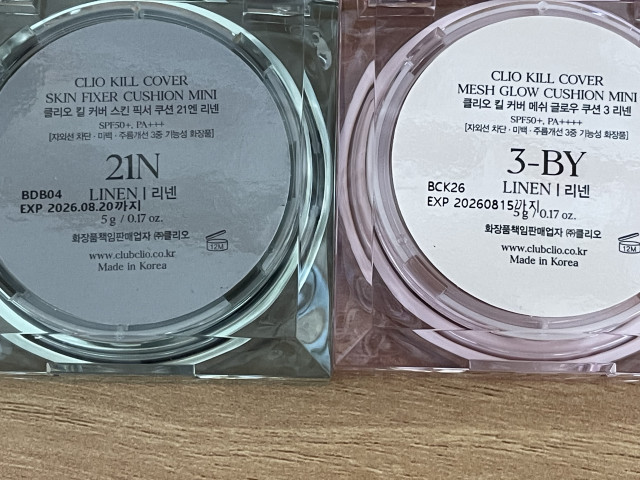 CLIO KILL COVER
SKIN FIXER CUSHION MINI
클리오 킬 커버 스킨 픽서 쿠션 21엔 리넨
SPF50+, PA+++
[자외선 차단 · 미백 · 주름개선 3중 기능성 화장품]
21N
LINEN | 리넨
BDB04
EXP 2026.08.20까지
5 g / 0.17 oz.
화장품책임판매업자 ㈜클리오
12M
www.clubclio.co.kr
Made in Korea
CLIO KILL COVER
MESH GLOW CUSHION MINI
클리오 킬 커버 메쉬 글로우 쿠션 3 리넨
SPF50+, PA++++
[자외선 차단 · 미백 · 주름개선 3중 기능성 화장품]
3-BY
LINEN | 리넨
BCK26
EXP 20260815까지
5 g / 0.17 oz.
화장품책임판매업자 ㈜클리오
12M
www.clubclio.co.kr
Made in Korea